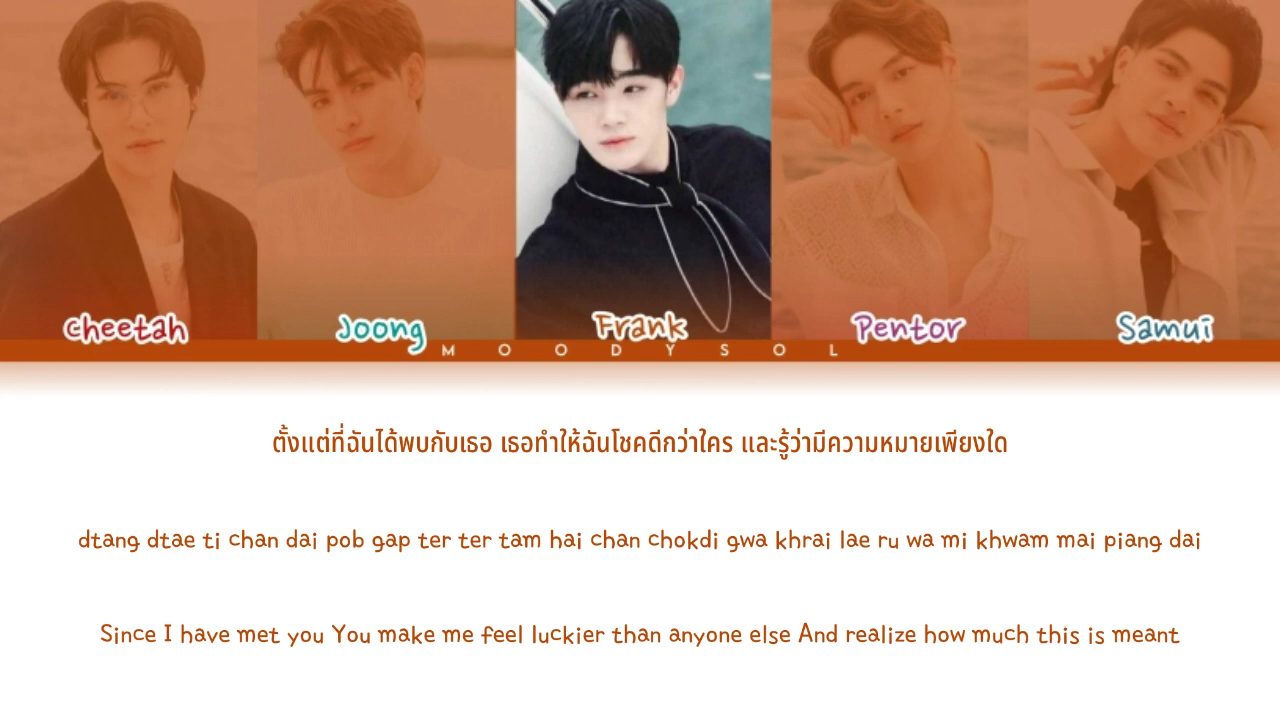 cheetah Joong Frank Pentor Samui
MOODYSOL
ตั้งแต่ที่ฉันได้พบกับเธอ เธอทำให้ฉันโชคดีกว่าใคร และรู้ว่ามีความหมายเพียงใด
dtang dtae ti chan dai pob gap ter ter tam hai chan chokdi gwa khrai lae ru wa mi khwam mai piang dai
Since I have met you You make me feel luckier than anyone else And realize how much this is meant